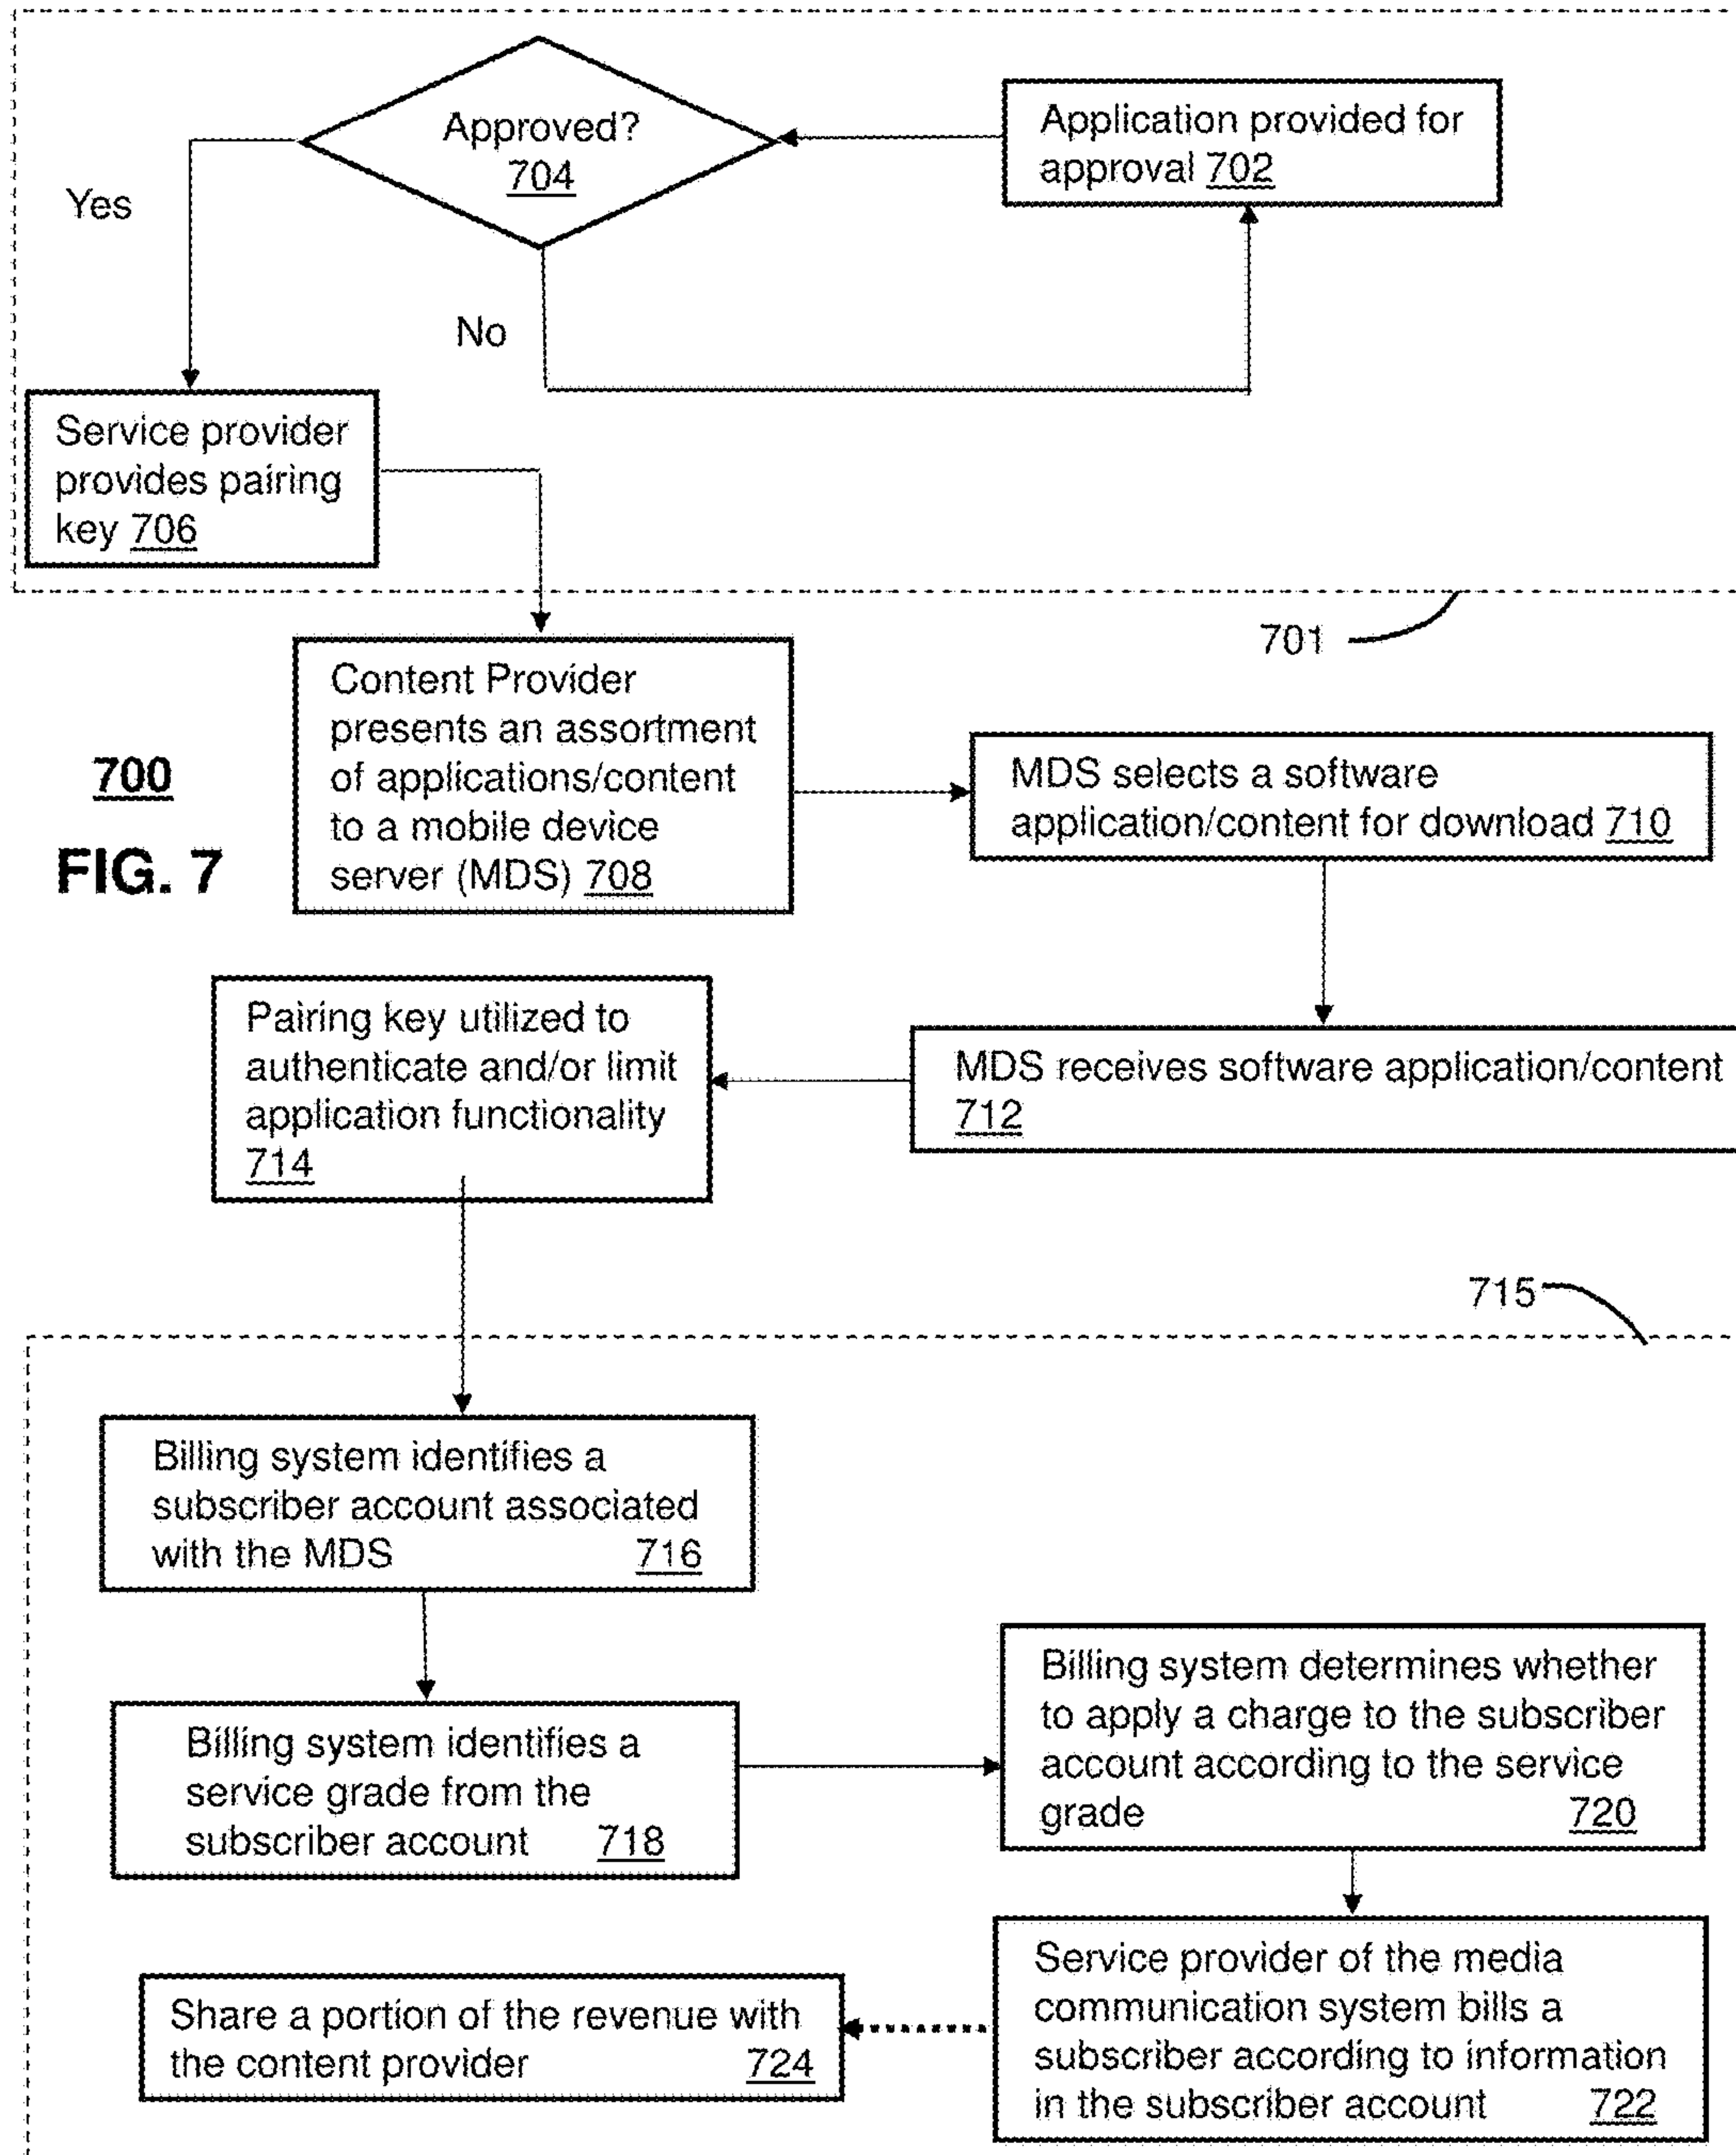 Approved?
704
Application provided for
approval 702
Yes
No
Service provider
provides pairing
key 706
701
Content Provider
presents an assortment
of applications/content
to a mobile device
server (MDS) 708
700
FIG. 7
MDS selects a software
application/content for download 710
Pairing key utilized to
authenticate and/or limit
application functionality
714
MDS receives software application/content
712
715
Billing system identifies a
subscriber account associated
with the MDS 716
Billing system identifies a
service grade from the
subscriber account 718
Billing system determines whether
to apply a charge to the subscriber
account according to the service
grade 720
Service provider of the media
communication system bills a
subscriber according to information
in the subscriber account 722
Share a portion of the revenue with
the content provider 724